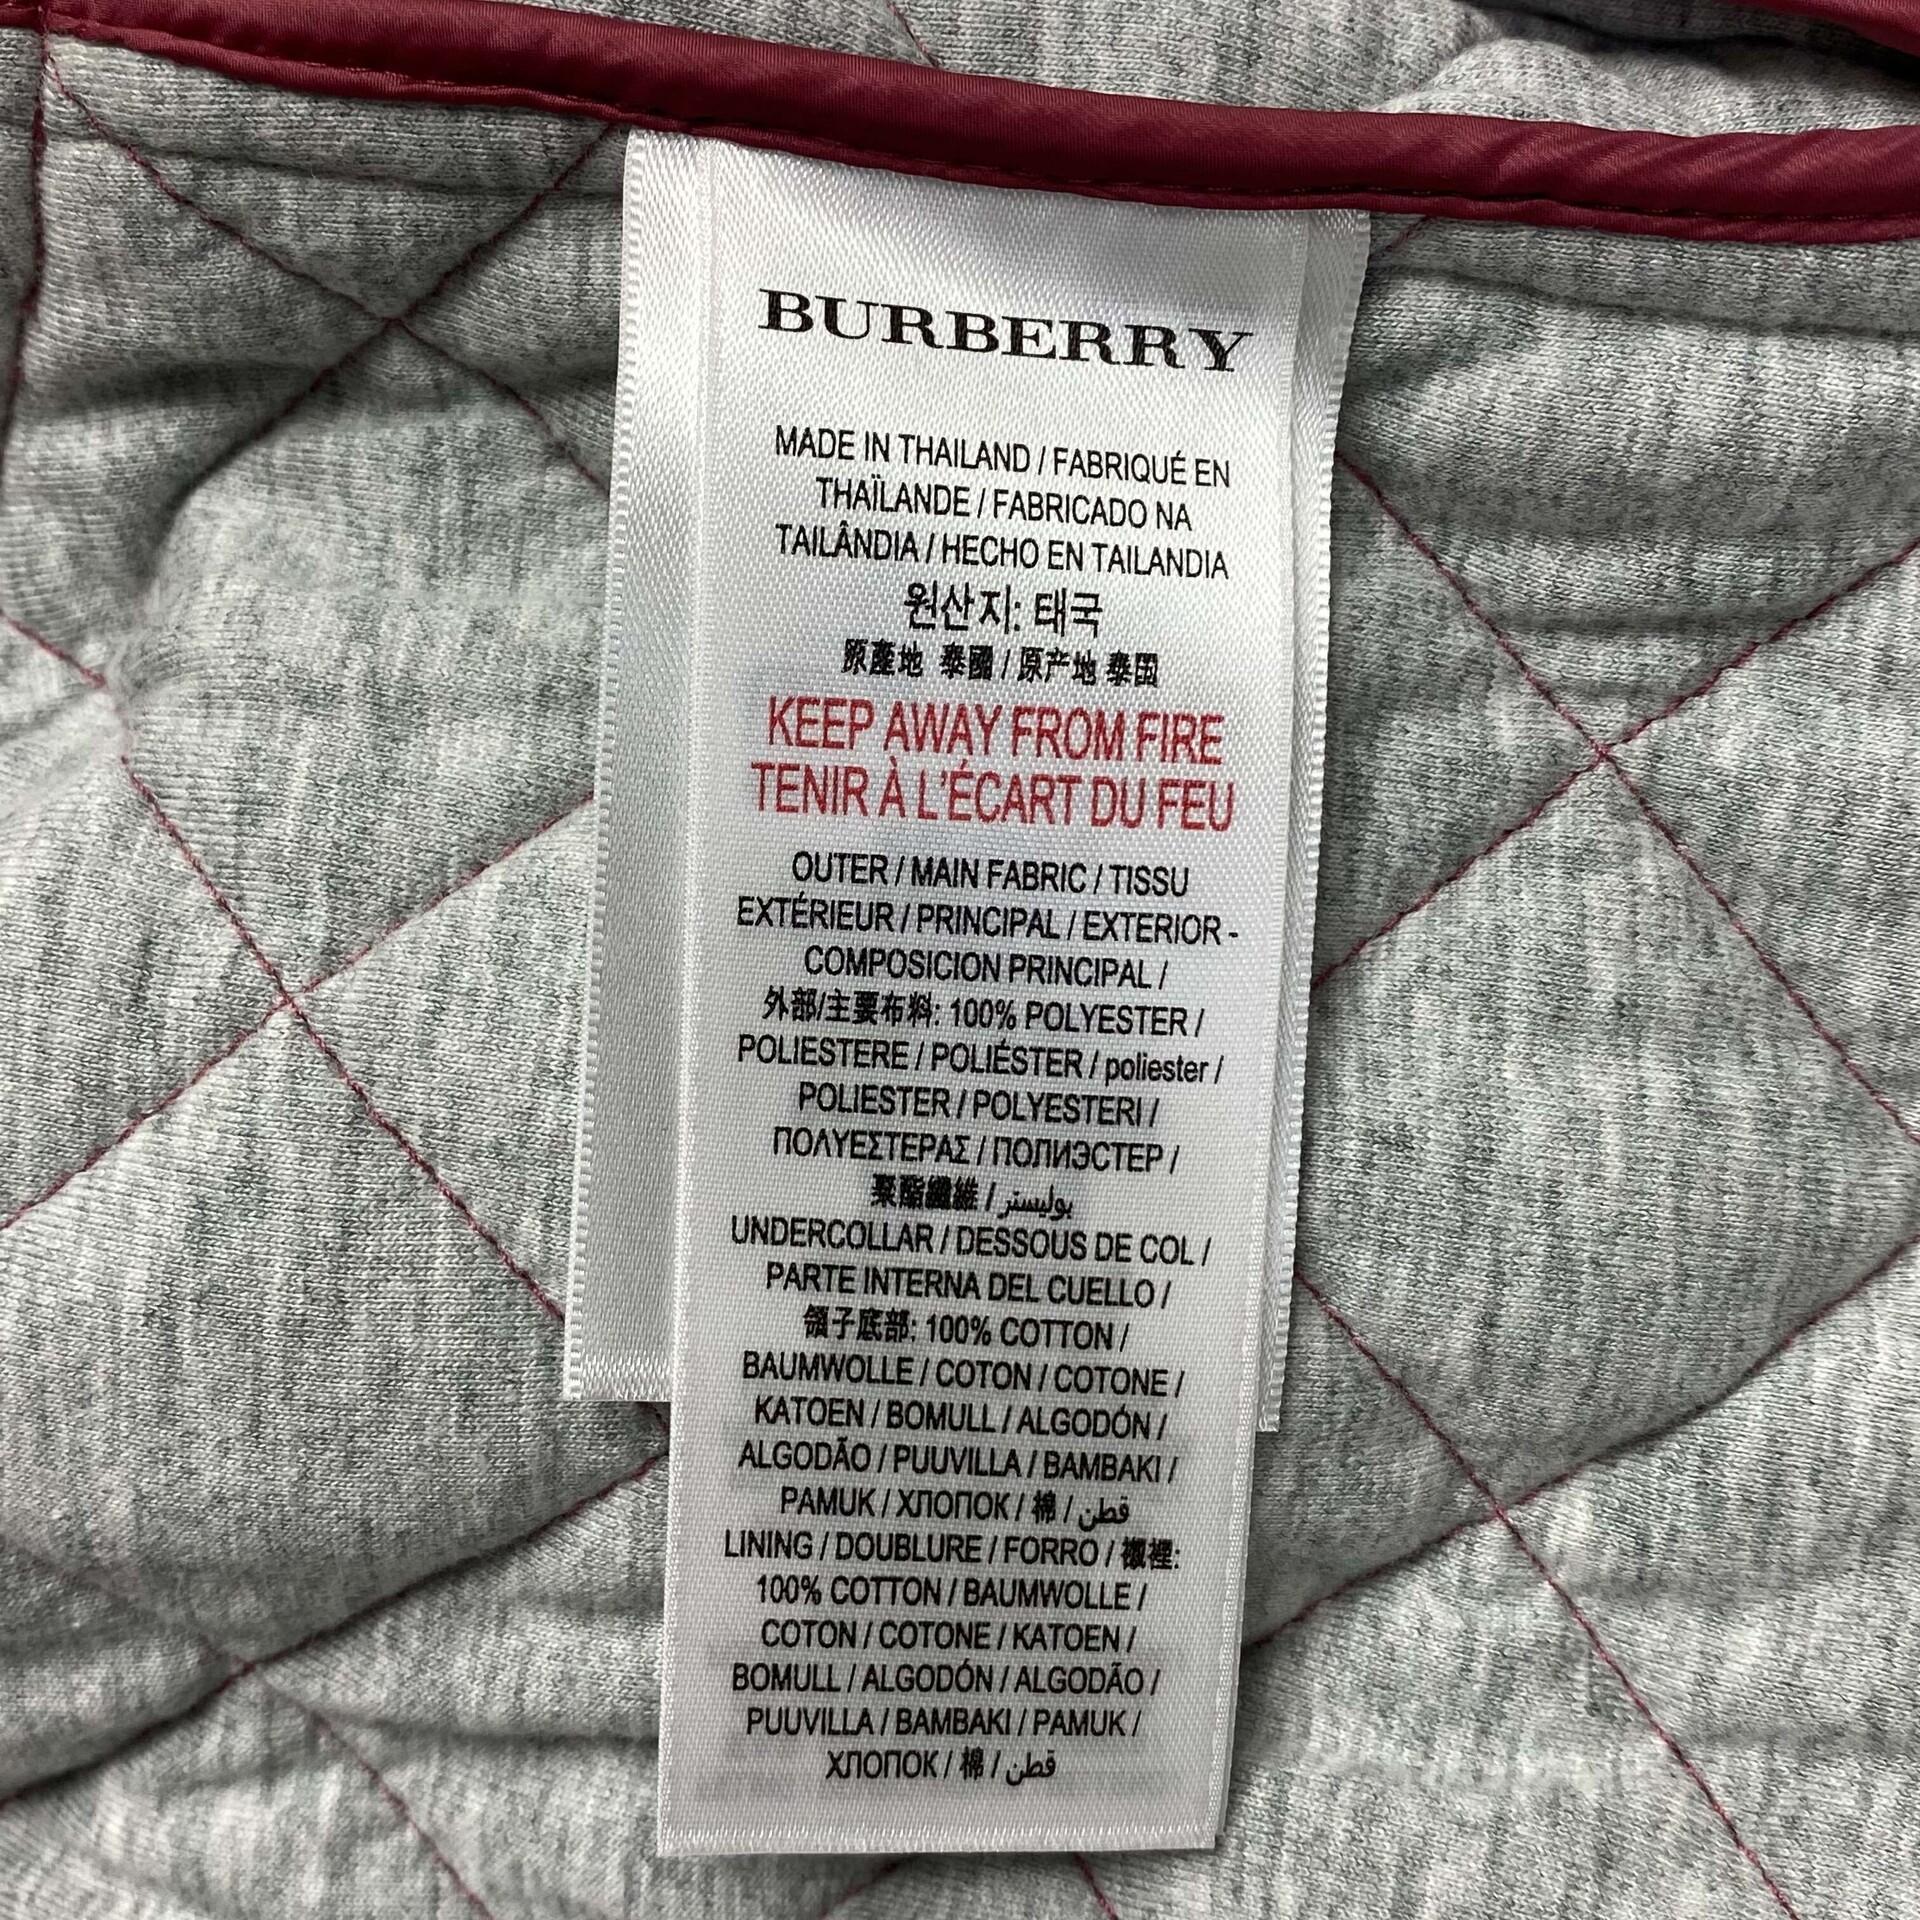 BURBERRY
MADE IN THAILAND / FABRIQUÉ EN
THAÏLANDE / FABRICADO NA
TAILÂNDIA / HECHO EN TAILANDIA
원산지: 태국
原產地 泰國 / 原产地 泰国
KEEP AWAY FROM FIRE
TENIR À L'ÉCART DU FEU
OUTER / MAIN FABRIC / TISSU
EXTÉRIEUR / PRINCIPAL / EXTERIOR -
COMPOSICION PRINCIPAL /
外部/主要布料: 100% POLYESTER /
POLIESTERE / POLIÉSTER / poliester /
POLIESTER / POLYESTERI /
ΠΟΛΥΕΣΤΕΡΑΣ / ПОЛИЭСТЕР /
聚酯纖維 / بوليستر
UNDERCOLLAR / DESSOUS DE COL /
PARTE INTERNA DEL CUELLO /
領子底部: 100% COTTON /
BAUMWOLLE / COTON / COTONE /
KATOEN / BOMULL / ALGODÓN /
ALGODÃO / PUUVILLA / BAMBAKI /
PAMUK / ХЛОПОК / 棉 / قطن
LINING / DOUBLURE / FORRO / 襯裡:
100% COTTON / BAUMWOLLE /
COTON / COTONE / KATOEN /
BOMULL / ALGODÓN / ALGODÃO /
PUUVILLA / BAMBAKI / PAMUK /
ХЛОПОК / 棉 / قطن